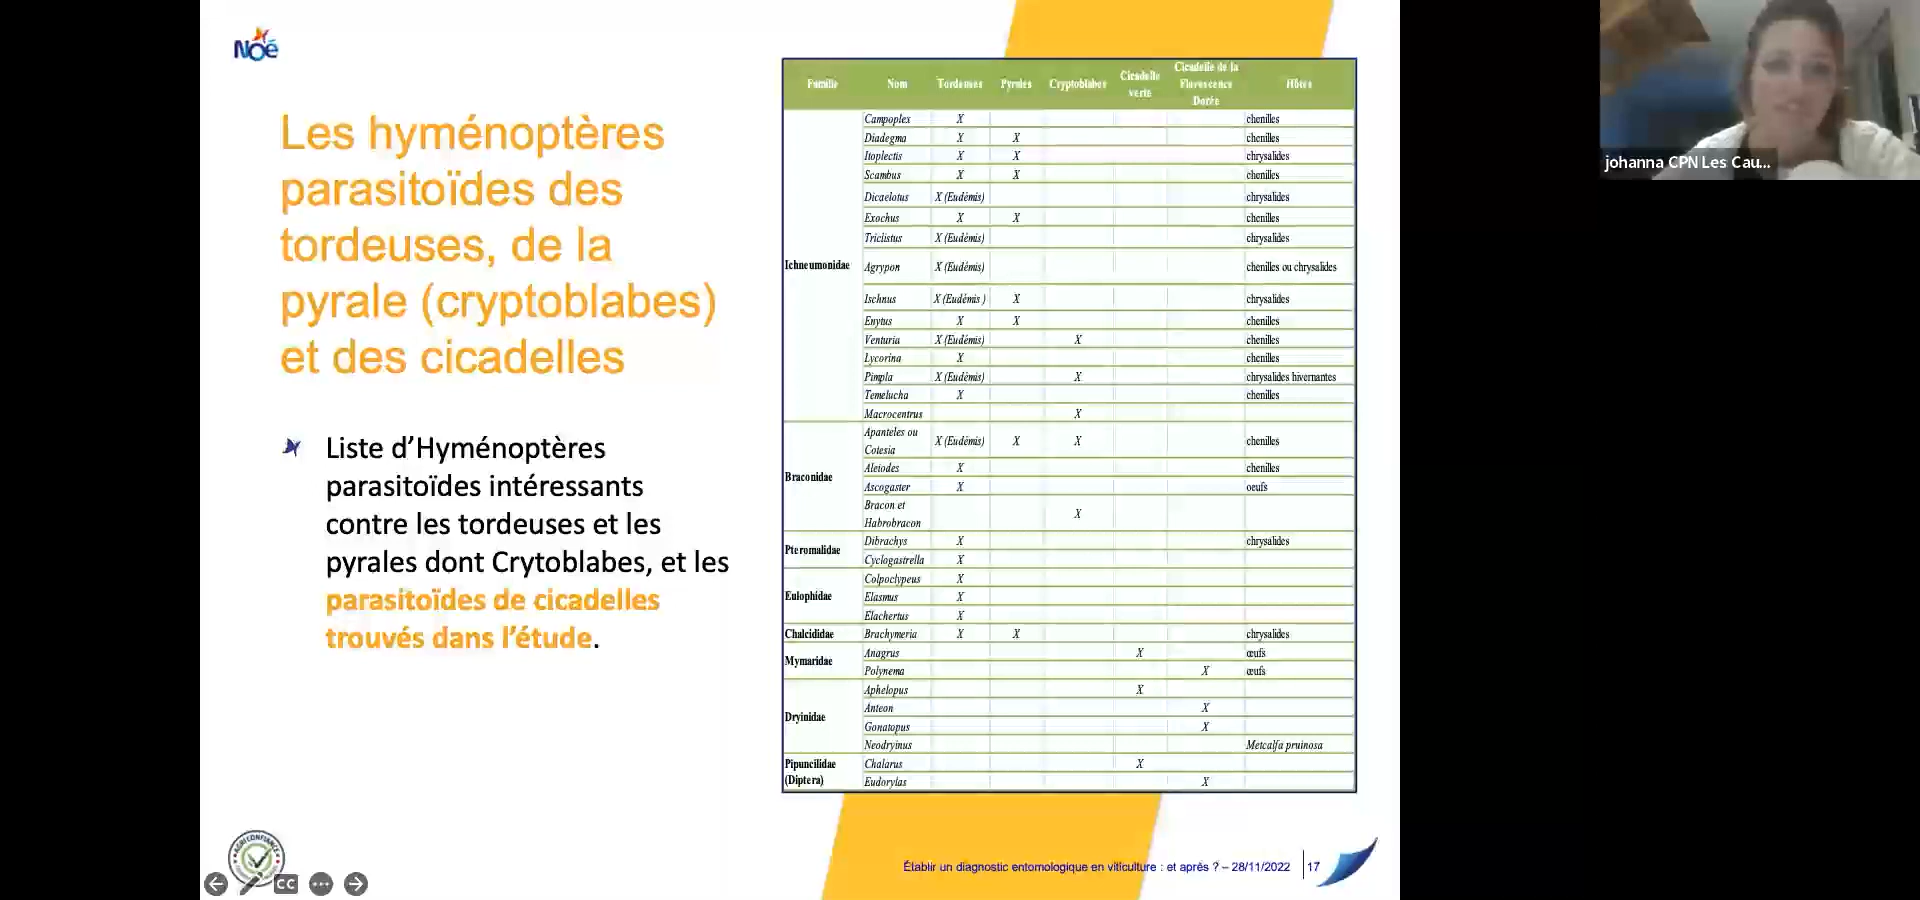 Noé
Les hyménoptères
parasitoïdes des
tordeuses, de la
pyrale (cryptoblabes)
et des cicadelles
Liste d’Hyménoptères
parasitoïdes intéressants
contre les tordeuses et les
pyrales dont Crytoblabes, et les
parasitoïdes de cicadelles
trouvés dans l’étude.
Famille Nom Tordeuses Pyrales Cryptoblabes Cicadelle verte Cicadelle de la Florescence Dorée Hôtes
Ichneumonidae
Campoplex X chenilles
Diadegma X X chenilles
Itoplectis X X chrysalides
Scambus X X chenilles
Dicaelotus X (Eudémis) chrysalides
Exochus X X chenilles
Triclistus X (Eudémis) chrysalides
Agrypon X (Eudémis) chenilles ou chrysalides
Ischnus X (Eudémis ) X chrysalides
Enytus X X chenilles
Venturia X (Eudémis) X chenilles
Lycorina X chenilles
Pimpla X (Eudémis) X chrysalides hivernantes
Temelucha X chenilles
Macrocentrus X
Braconidae
Apanteles ou Cotesia X (Eudémis) X X chenilles
Aleiodes X chenilles
Ascogaster X oeufs
Bracon et Habrobracon X
Pteromalidae
Dibrachys X chrysalides
Cyclogastrella X
Eulophidae
Colpoclypeus X
Elasmus X
Elachertus X
Chalcididae Brachymeria X X chrysalides
Mymaridae
Anagrus X œufs
Polynema X œufs
Dryinidae
Aphelopus X
Anteon X
Gonatopus X
Neodryinus Metcalfa pruinosa
Pipuncilidae
(Diptera)
Chalarus X
Eudorylas X
AGRI CONFIANCE
CC
Établir un diagnostic entomologique en viticulture : et après ? – 28/11/2022 17
johanna CPN Les Cau...